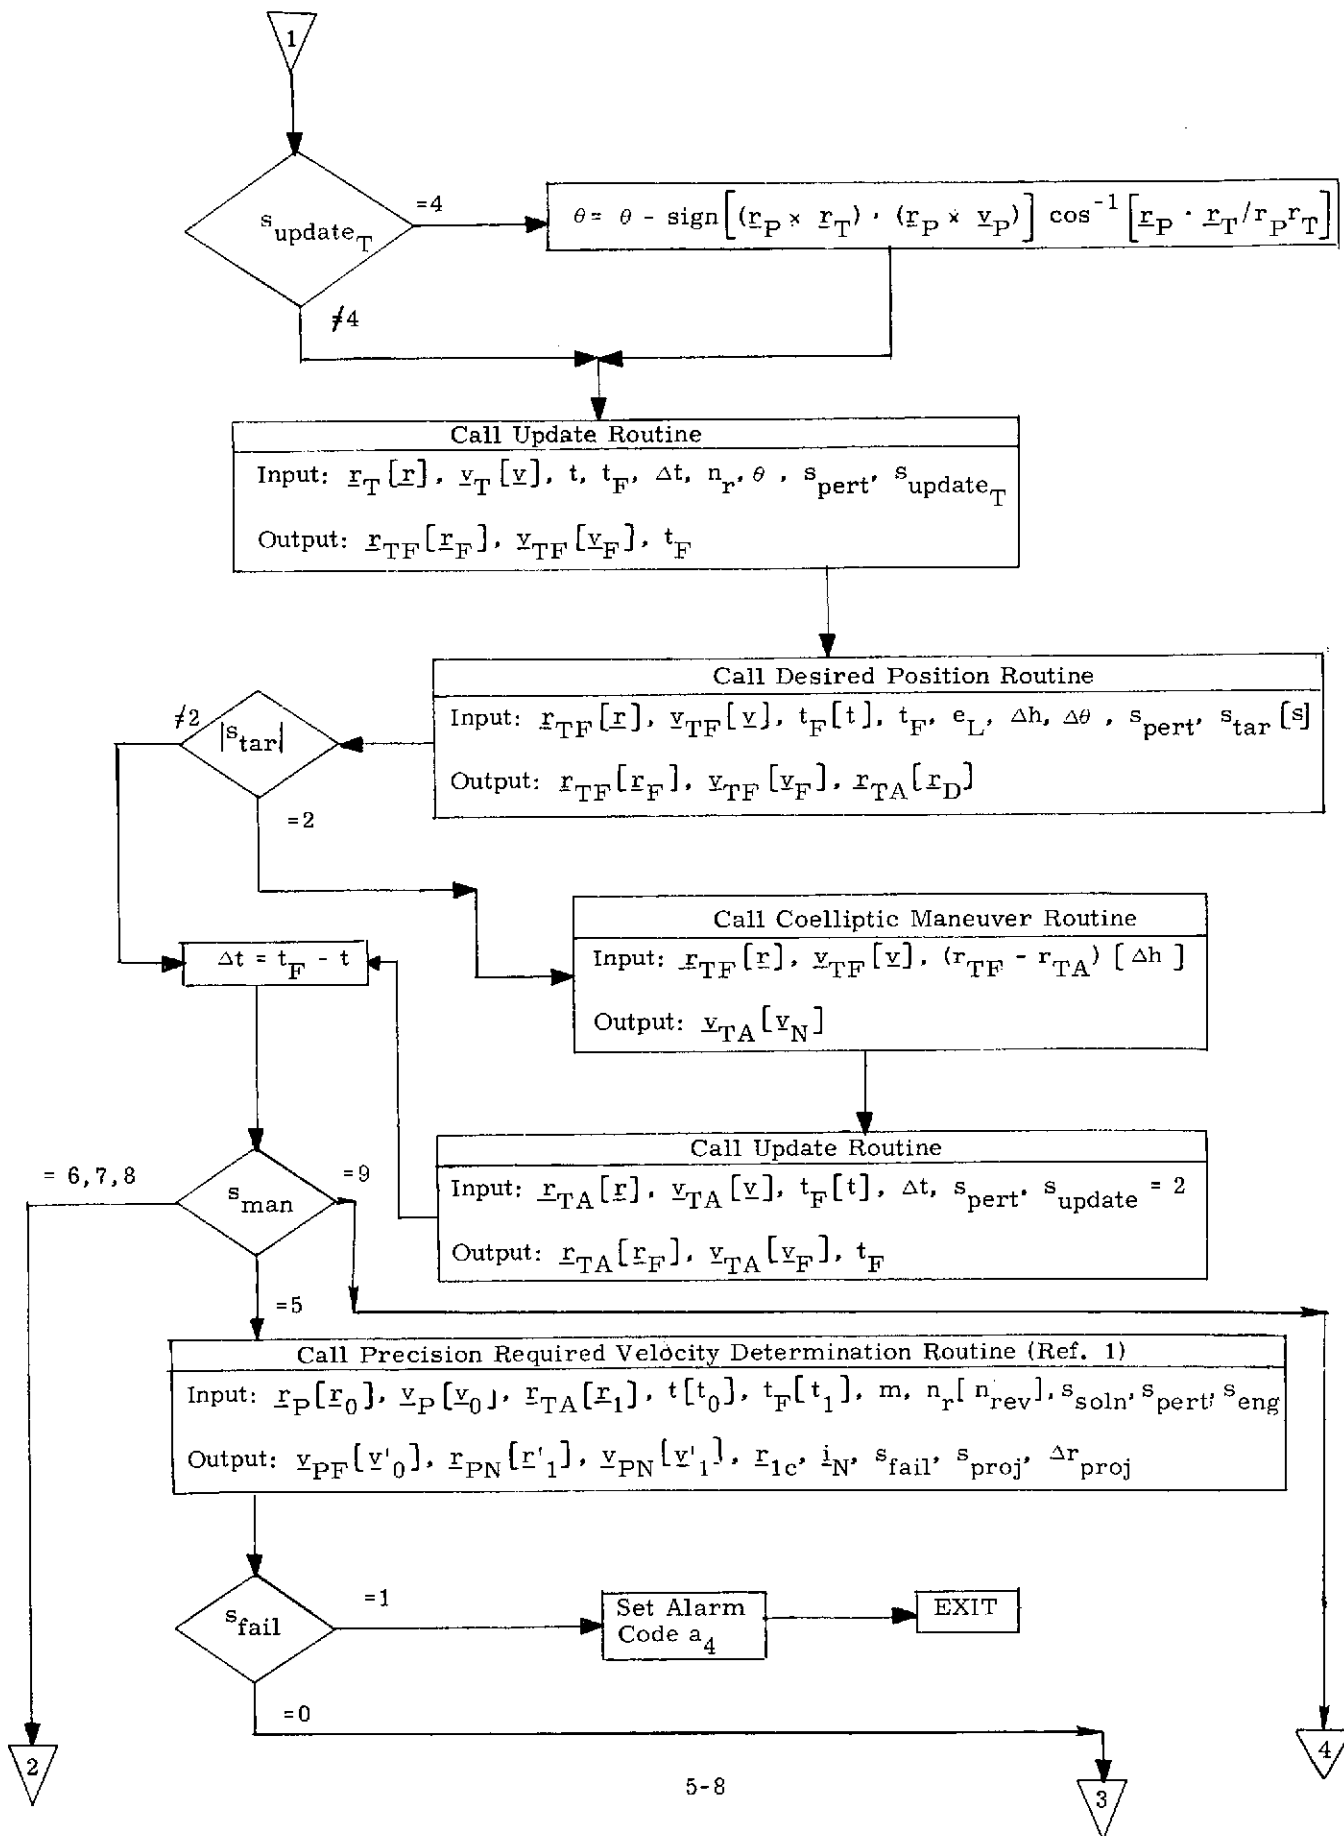 1
s_update_T
=4
θ = θ - sign[(r_P × r_T) · (r_P × v_P)] cos^-1 [r_P · r_T/r_P r_T]
≠4
Call Update Routine
Input: r_T[r], v_T[v], t, t_F, Δt, n_r, θ, s_pert, s_update_T
Output: r_TF[r_F], v_TF[v_F], t_F
Call Desired Position Routine
Input: r_TF[r], v_TF[v], t_F[t], t_F, e_L, Δh, Δθ, s_pert, s_tar[s]
Output: r_TF[r_F], v_TF[v_F], r_TA[r_D]
≠2
|s_tar|
=2
Call Coelliptic Maneuver Routine
Input: r_TF[r], v_TF[v], (r_TF - r_TA) [Δh]
Output: v_TA[v_N]
Δt = t_F - t
Call Update Routine
Input: r_TA[r], v_TA[v], t_F[t], Δt, s_pert, s_update = 2
Output: r_TA[r_F], v_TA[v_F], t_F
= 6,7,8
s_man
=9
=5
Call Precision Required Velocity Determination Routine (Ref. 1)
Input: r_P[r_0], v_P[v_0], r_TA[r_1], t[t_0], t_F[t_1], m, n_r[n_rev], s_soln, s_pert, s_eng
Output: v_PF[v'_0], r_PN[r'_1], v_PN[v'_1], r_1c, i_N, s_fail, s_proj, Δr_proj
s_fail
=1
Set Alarm
Code a_4
EXIT
=0
2
3
4
5-8